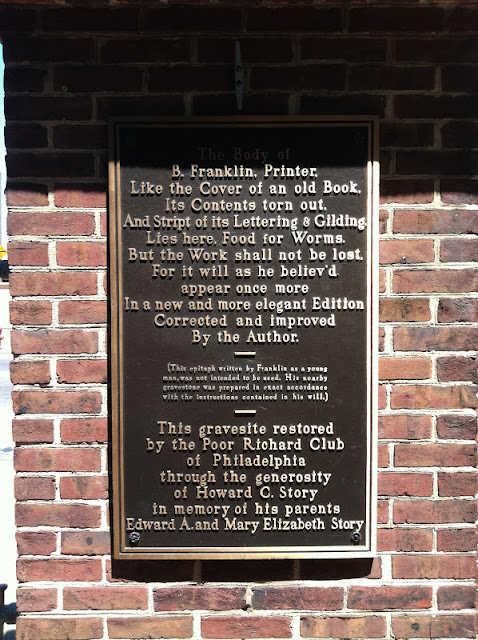 The Body of
B. Franklin, Printer,
Like the Cover of an old Book,
Its Contents torn out,
And Stript of its Lettering & Gilding,
Lies here, Food for Worms.
But the Work shall not be lost,
For it will as he believ'd
appear once more
In a new and more elegant Edition
Corrected and improved
By the Author.
(This epitaph written by Franklin as a young
man, was not intended to be used. His nearby
gravestone was prepared in exact accordance
with the instructions contained in his will.)
This gravesite restored
by the Poor Richard Club
of Philadelphia
through the generosity
of Howard C. Story
in memory of his parents
Edward A. and Mary Elizabeth Story